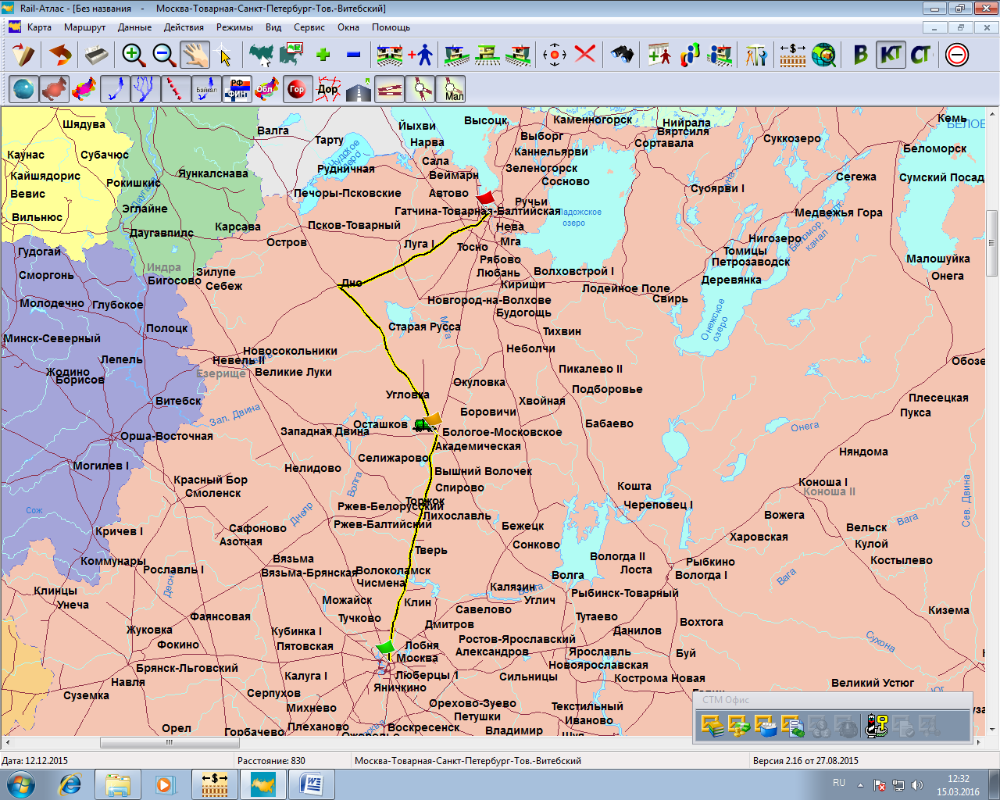 Rail-Атлас - [Без названия - Москва-Товарная-Санкт-Петербург-Тов.-Витебский]
Карта Маршрут Данные Действия Режимы Вид Сервис Окна Помощь
В КТ СТ
Байкал РФ ФИН Обл Гор Дор Мал
Шядува
Валга
Йыхви
Высоцк
Каменногорск
Нийрала
Кемь
БЕЛОЕ
Вяртсиля
Каунас
Субачюс
Тарту
Чудское озеро
Нарва
Выборг
Сортавала
Суккозеро
Беломорск
Каннельярви
Кайшядорис
Рокишкис
Яункалснава
Рудничная
Сала
Веймарн
Зеленогорск
Сосново
Сегежа
Сумский Посад
Вевис
Печоры-Псковские
Автово
Суоярви I
Вильнюс
Эглайне
Гатчина-Товарная-Балтийская
Ручьи
Ладожское
озеро
Медвежья Гора
Даугавпилс
Карсава
Псков-Товарный
Нева
Беломор.
канал
Остров
Луга I
Мга
Нигозеро
Гудогай
Тосно
Томицы
Рябово
Петрозаводск
Малошуйка
Сморгонь
Индра
Зилупе
Любань
Волховстрой I
Онега
Бигосово
Себеж
Дно
Кириши
Лодейное Поле
Деревянка
Молодечно
Глубокое
Новгород-на-Волхове
Свирь
Будогощь
Онежское
озеро
Полоцк
Старая Русса
Тихвин
Минск-Северный
Новосокольники
Неболчи
Лепель
Невель II
Обозе
Жодино
Езерище
Великие Луки
Пикалево II
Борисов
Окуловка
Подборовье
Витебск
Угловка
Хвойная
Плесецкая
Зап. Двина
Боровичи
Пукса
Осташков
Бабаево
Онега
Орша-Восточная
Западная Двина
Бологое-Московское
Академическая
Няндома
Могилев I
Селижарово
Нелидово
Вышний Волочек
Красный Бор
Волга
Спирово
Кошта
Коноша I
Смоленск
Коноша II
Сев. Двина
Торжок
Сож
Ржев-Белорусский
Череповец I
Днепр
Лихославль
Вожега
Вага
Кричев I
Сафоново
Ржев-Балтийский
Бежецк
Вельск
Азотная
Сонково
Харовская
Кулой
Коммунары
Вязьма
Тверь
Вологда II
Рыбкино
Костылево
Рославль I
Вязьма-Брянская
Волоколамск
Лоста
Вологда I
Вага
Десна
Чисмена
Волга
Клинцы
Калязин
Волга
Рыбинск-Товарный
Унеча
Можайск
Клин
Углич
Кизема
Фаянсовая
Тучково
Савелово
Тутаево
Жуковка
Кубинка I
Дмитров
Данилов
Вохтога
Фокино
Пятовская
Лобня
Ростов-Ярославский
Сухона
Москва
Александров
Ярославль
Буй
Брянск-Льговский
Новоярославская
Калуга I
Люберцы I
Сильницы
Кострома Новая
Навля
Яничкино
Великий Устюг
Суземка
Серпухов
Михнево
Орехово-Зуево
Текстильный
СТМ Офис
Петушки
Иваново
Орел
Плеханово
Воскресенск
Владимир
Горбачево
Дата: 12.12.2015 Расстояние: 830 Москва-Товарная-Санкт-Петербург-Тов.-Витебский Версия 2.16 от 27.08.2015
RU 12:32
15.03.2016